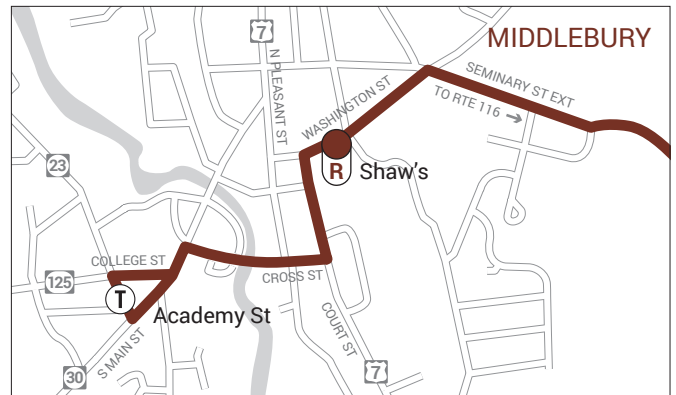 MIDDLEBURY
7
N PLEASANT ST
SEMINARY ST EXT
WASHINGTON ST
TO RTE 116
23
R
Shaw's
COLLEGE ST
125
T
CROSS ST
Academy St
S MAIN ST
COURT ST
30
7